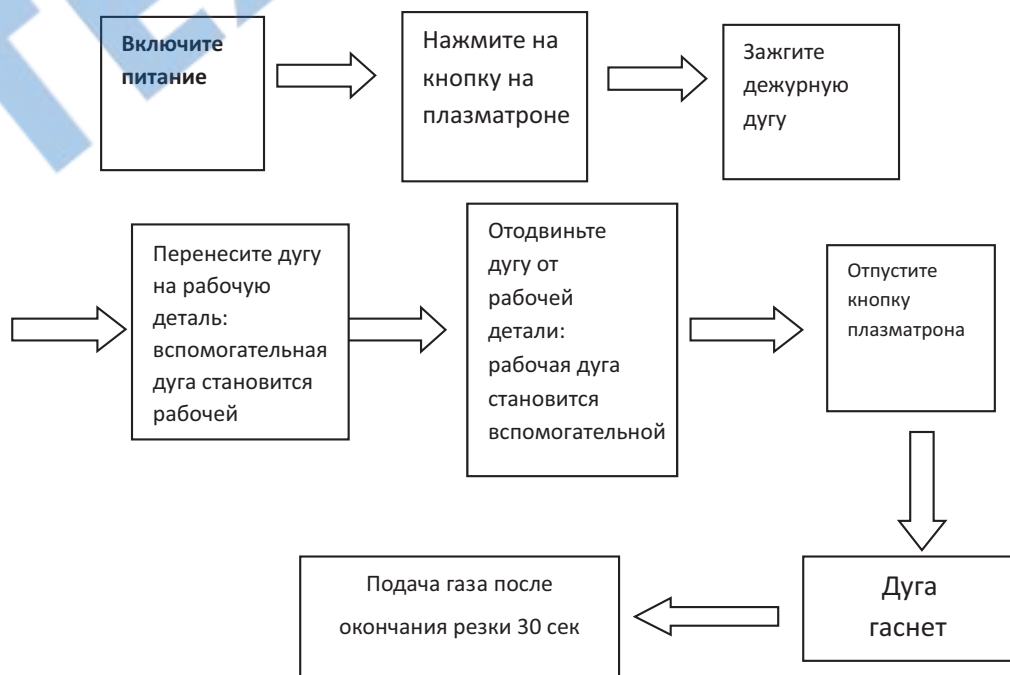 Включите
питание
Нажмите на
кнопку на
плазматроне
Зажгите
дежурную
дугу
Перенесите дугу
на рабочую
деталь:
вспомогательная
дуга становится
рабочей
Отодвиньте
дугу от
рабочей
детали:
рабочая дуга
становится
вспомогательной
Отпустите
кнопку
плазматрона
Дуга
гаснет
Подача газа после
окончания резки 30 сек